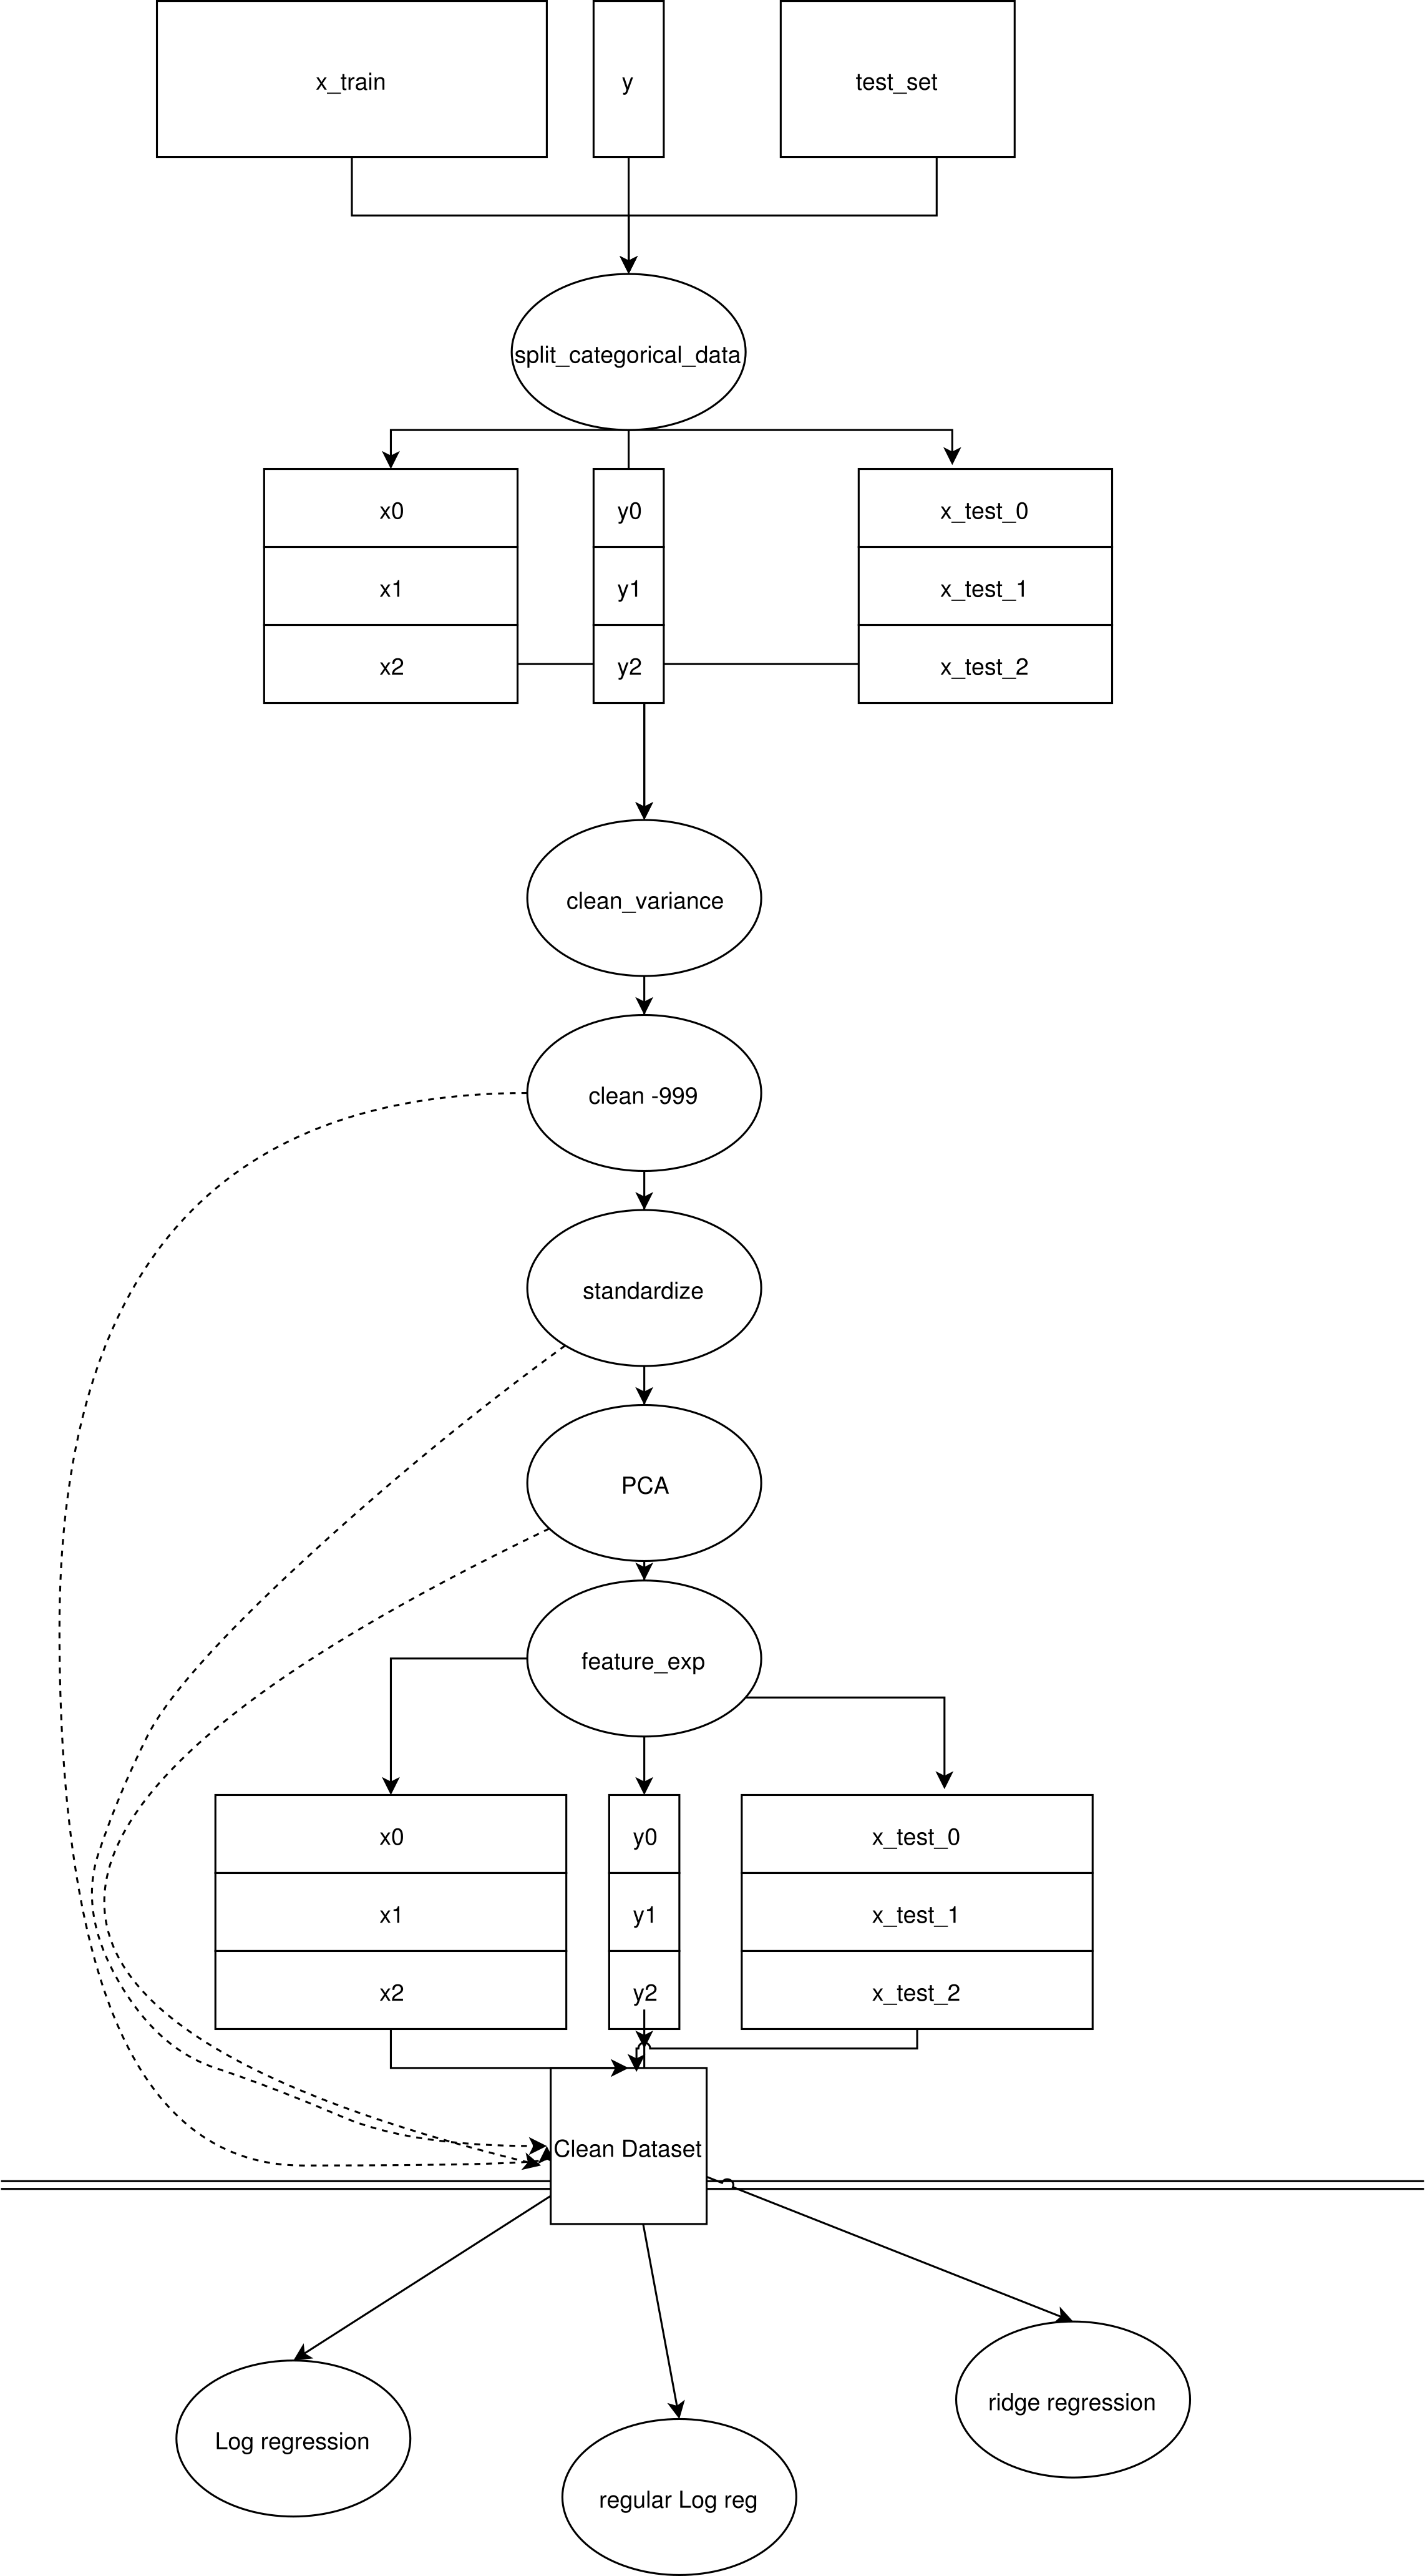 x_train
y
test_set
split_categorical_data
x0
y0
x_test_0
x1
y1
x_test_1
x2
y2
x_test_2
clean_variance
clean -999
standardize
PCA
feature_exp
x0
y0
x_test_0
x1
y1
x_test_1
x2
y2
x_test_2
Clean Dataset
ridge regression
Log regression
regular Log reg